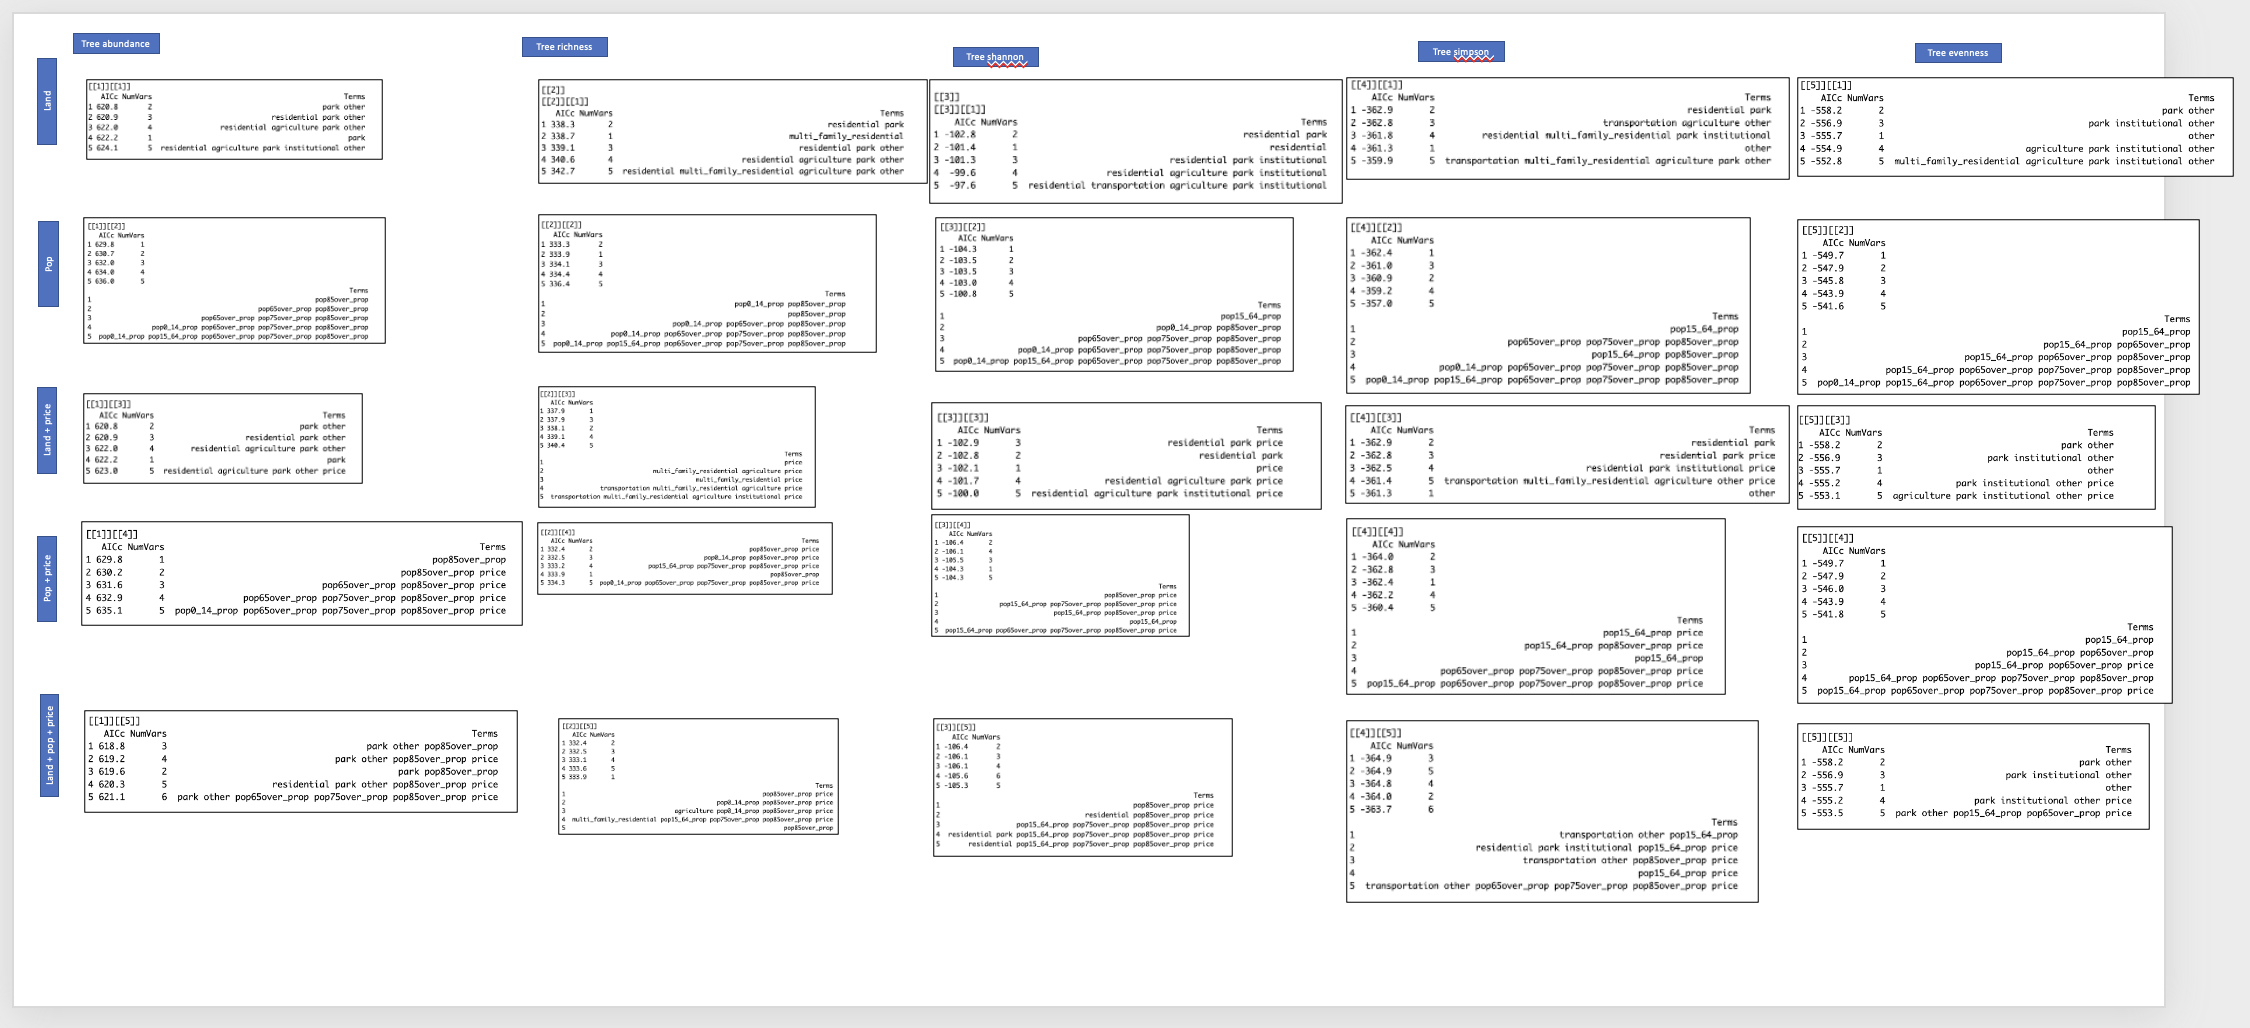 Tree abundance
Tree richness
Tree shannon
Tree simpson
Tree evenness
Land
[[1]][[1]]
AICc NumVars Terms
1 620.8 2 park other
2 620.9 3 residential park other
3 622.0 4 residential agriculture park other
4 622.2 1 park
5 624.1 5 residential agriculture park institutional other
[[2]]
[[2]][[1]]
AICc NumVars Terms
1 338.3 2 residential park
2 338.7 1 multi_family_residential
3 339.1 3 residential park other
4 340.6 4 residential agriculture park other
5 342.7 5 residential multi_family_residential agriculture park other
[[3]]
[[3]][[1]]
AICc NumVars Terms
1 -102.8 2 residential park
2 -101.4 1 residential
3 -101.3 3 residential park institutional
4 -99.6 4 residential agriculture park institutional
5 -97.6 5 residential transportation agriculture park institutional
[[4]][[1]]
AICc NumVars Terms
1 -362.9 2 residential park
2 -362.8 3 transportation agriculture other
3 -361.8 4 residential multi_family_residential park institutional
4 -361.3 1 other
5 -359.9 5 transportation multi_family_residential agriculture park other
[[5]][[1]]
AICc NumVars Terms
1 -558.2 2 park other
2 -556.9 3 park institutional other
3 -555.7 1 other
4 -554.9 4 agriculture park institutional other
5 -552.8 5 multi_family_residential agriculture park institutional other
Pop
[[1]][[2]]
AICc NumVars
1 629.8 1
2 630.7 2
3 632.0 3
4 634.0 4
5 636.0 5
Terms
1 pop85over_prop
2 pop65over_prop pop85over_prop
3 pop65over_prop pop75over_prop pop85over_prop
4 pop0_14_prop pop65over_prop pop75over_prop pop85over_prop
5 pop0_14_prop pop15_64_prop pop65over_prop pop75over_prop pop85over_prop
[[2]][[2]]
AICc NumVars
1 333.3 2
2 333.9 1
3 334.1 3
4 334.4 4
5 336.4 5
Terms
1 pop0_14_prop pop85over_prop
2 pop85over_prop
3 pop0_14_prop pop65over_prop pop85over_prop
4 pop0_14_prop pop65over_prop pop75over_prop pop85over_prop
5 pop0_14_prop pop15_64_prop pop65over_prop pop75over_prop pop85over_prop
[[3]][[2]]
AICc NumVars
1 -104.3 1
2 -103.5 2
3 -103.5 3
4 -103.0 4
5 -100.8 5
Terms
1 pop15_64_prop
2 pop0_14_prop pop85over_prop
3 pop65over_prop pop75over_prop pop85over_prop
4 pop0_14_prop pop65over_prop pop75over_prop pop85over_prop
5 pop0_14_prop pop15_64_prop pop65over_prop pop75over_prop pop85over_prop
[[4]][[2]]
AICc NumVars
1 -362.4 1
2 -361.0 3
3 -360.9 2
4 -359.2 4
5 -357.0 5
Terms
1 pop15_64_prop
2 pop65over_prop pop75over_prop pop85over_prop
3 pop15_64_prop pop85over_prop
4 pop0_14_prop pop65over_prop pop75over_prop pop85over_prop
5 pop0_14_prop pop15_64_prop pop65over_prop pop75over_prop pop85over_prop
[[5]][[2]]
AICc NumVars
1 -549.7 1
2 -547.9 2
3 -545.8 3
4 -543.9 4
5 -541.6 5
Terms
1 pop15_64_prop
2 pop15_64_prop pop65over_prop
3 pop15_64_prop pop65over_prop pop85over_prop
4 pop15_64_prop pop65over_prop pop75over_prop pop85over_prop
5 pop0_14_prop pop15_64_prop pop65over_prop pop75over_prop pop85over_prop
Land + price
[[1]][[3]]
AICc NumVars Terms
1 620.8 2 park other
2 620.9 3 residential park other
3 622.0 4 residential agriculture park other
4 622.2 1 park
5 623.0 5 residential agriculture park other price
[[2]][[3]]
AICc NumVars
1 337.9 1
2 337.9 3
3 338.1 2
4 339.1 4
5 340.4 5
Terms
1 price
2 multi_family_residential agriculture price
3 multi_family_residential price
4 transportation multi_family_residential agriculture price
5 transportation multi_family_residential agriculture institutional price
[[3]][[3]]
AICc NumVars Terms
1 -102.9 3 residential park price
2 -102.8 2 residential park
3 -102.1 1 price
4 -101.7 4 residential agriculture park price
5 -100.0 5 residential agriculture park institutional price
[[4]][[3]]
AICc NumVars Terms
1 -362.9 2 residential park
2 -362.8 3 residential park price
3 -362.5 4 residential park institutional price
4 -361.4 5 transportation multi_family_residential agriculture other price
5 -361.3 1 other
[[5]][[3]]
AICc NumVars Terms
1 -558.2 2 park other
2 -556.9 3 park institutional other
3 -555.7 1 other
4 -555.2 4 park institutional other price
5 -553.1 5 agriculture park institutional other price
Pop + price
[[1]][[4]]
AICc NumVars Terms
1 629.8 1 pop85over_prop
2 630.2 2 pop85over_prop price
3 631.6 3 pop65over_prop pop85over_prop price
4 632.9 4 pop65over_prop pop75over_prop pop85over_prop price
5 635.1 5 pop0_14_prop pop65over_prop pop75over_prop pop85over_prop price
[[2]][[4]]
AICc NumVars Terms
1 332.4 2 pop85over_prop price
2 332.5 3 pop0_14_prop pop85over_prop price
3 333.2 4 pop15_64_prop pop75over_prop pop85over_prop price
4 333.9 1 pop85over_prop
5 334.3 5 pop0_14_prop pop65over_prop pop75over_prop pop85over_prop price
[[3]][[4]]
AICc NumVars
1 -106.4 2
2 -106.1 4
3 -105.5 3
4 -104.3 1
5 -104.3 5
Terms
1 pop85over_prop price
2 pop15_64_prop pop75over_prop pop85over_prop price
3 pop15_64_prop pop85over_prop price
4 pop15_64_prop
5 pop15_64_prop pop65over_prop pop75over_prop pop85over_prop price
[[4]][[4]]
AICc NumVars
1 -364.0 2
2 -362.8 3
3 -362.4 1
4 -362.2 4
5 -360.4 5
Terms
1 pop15_64_prop price
2 pop15_64_prop pop85over_prop price
3 pop15_64_prop
4 pop65over_prop pop75over_prop pop85over_prop price
5 pop15_64_prop pop65over_prop pop75over_prop pop85over_prop price
[[5]][[4]]
AICc NumVars
1 -549.7 1
2 -547.9 2
3 -546.0 3
4 -543.9 4
5 -541.8 5
Terms
1 pop15_64_prop
2 pop15_64_prop pop65over_prop
3 pop15_64_prop pop65over_prop price
4 pop15_64_prop pop65over_prop pop75over_prop pop85over_prop
5 pop15_64_prop pop65over_prop pop75over_prop pop85over_prop price
Land + pop + price
[[1]][[5]]
AICc NumVars Terms
1 618.8 3 park other pop85over_prop
2 619.2 4 park other pop85over_prop price
3 619.6 2 park pop85over_prop
4 620.3 5 residential park other pop85over_prop price
5 621.1 6 park other pop65over_prop pop75over_prop pop85over_prop price
[[2]][[5]]
AICc NumVars
1 332.4 2
2 332.5 3
3 333.1 4
4 333.6 5
5 333.9 1
Terms
1 pop85over_prop price
2 pop0_14_prop pop85over_prop price
3 agriculture pop0_14_prop pop85over_prop price
4 multi_family_residential pop15_64_prop pop75over_prop pop85over_prop price
5 pop85over_prop
[[3]][[5]]
AICc NumVars
1 -106.4 2
2 -106.1 3
3 -106.1 4
4 -105.6 6
5 -105.3 5
Terms
1 pop85over_prop price
2 residential pop85over_prop price
3 pop15_64_prop pop75over_prop pop85over_prop price
4 residential park pop15_64_prop pop75over_prop pop85over_prop price
5 residential pop15_64_prop pop75over_prop pop85over_prop price
[[4]][[5]]
AICc NumVars
1 -364.9 3
2 -364.9 5
3 -364.8 4
4 -364.0 2
5 -363.7 6
Terms
1 transportation other pop15_64_prop
2 residential park institutional pop15_64_prop price
3 transportation other pop85over_prop price
4 pop15_64_prop price
5 transportation other pop65over_prop pop75over_prop pop85over_prop price
[[5]][[5]]
AICc NumVars Terms
1 -558.2 2 park other
2 -556.9 3 park institutional other
3 -555.7 1 other
4 -555.2 4 park institutional other price
5 -553.5 5 park other pop15_64_prop pop65over_prop price